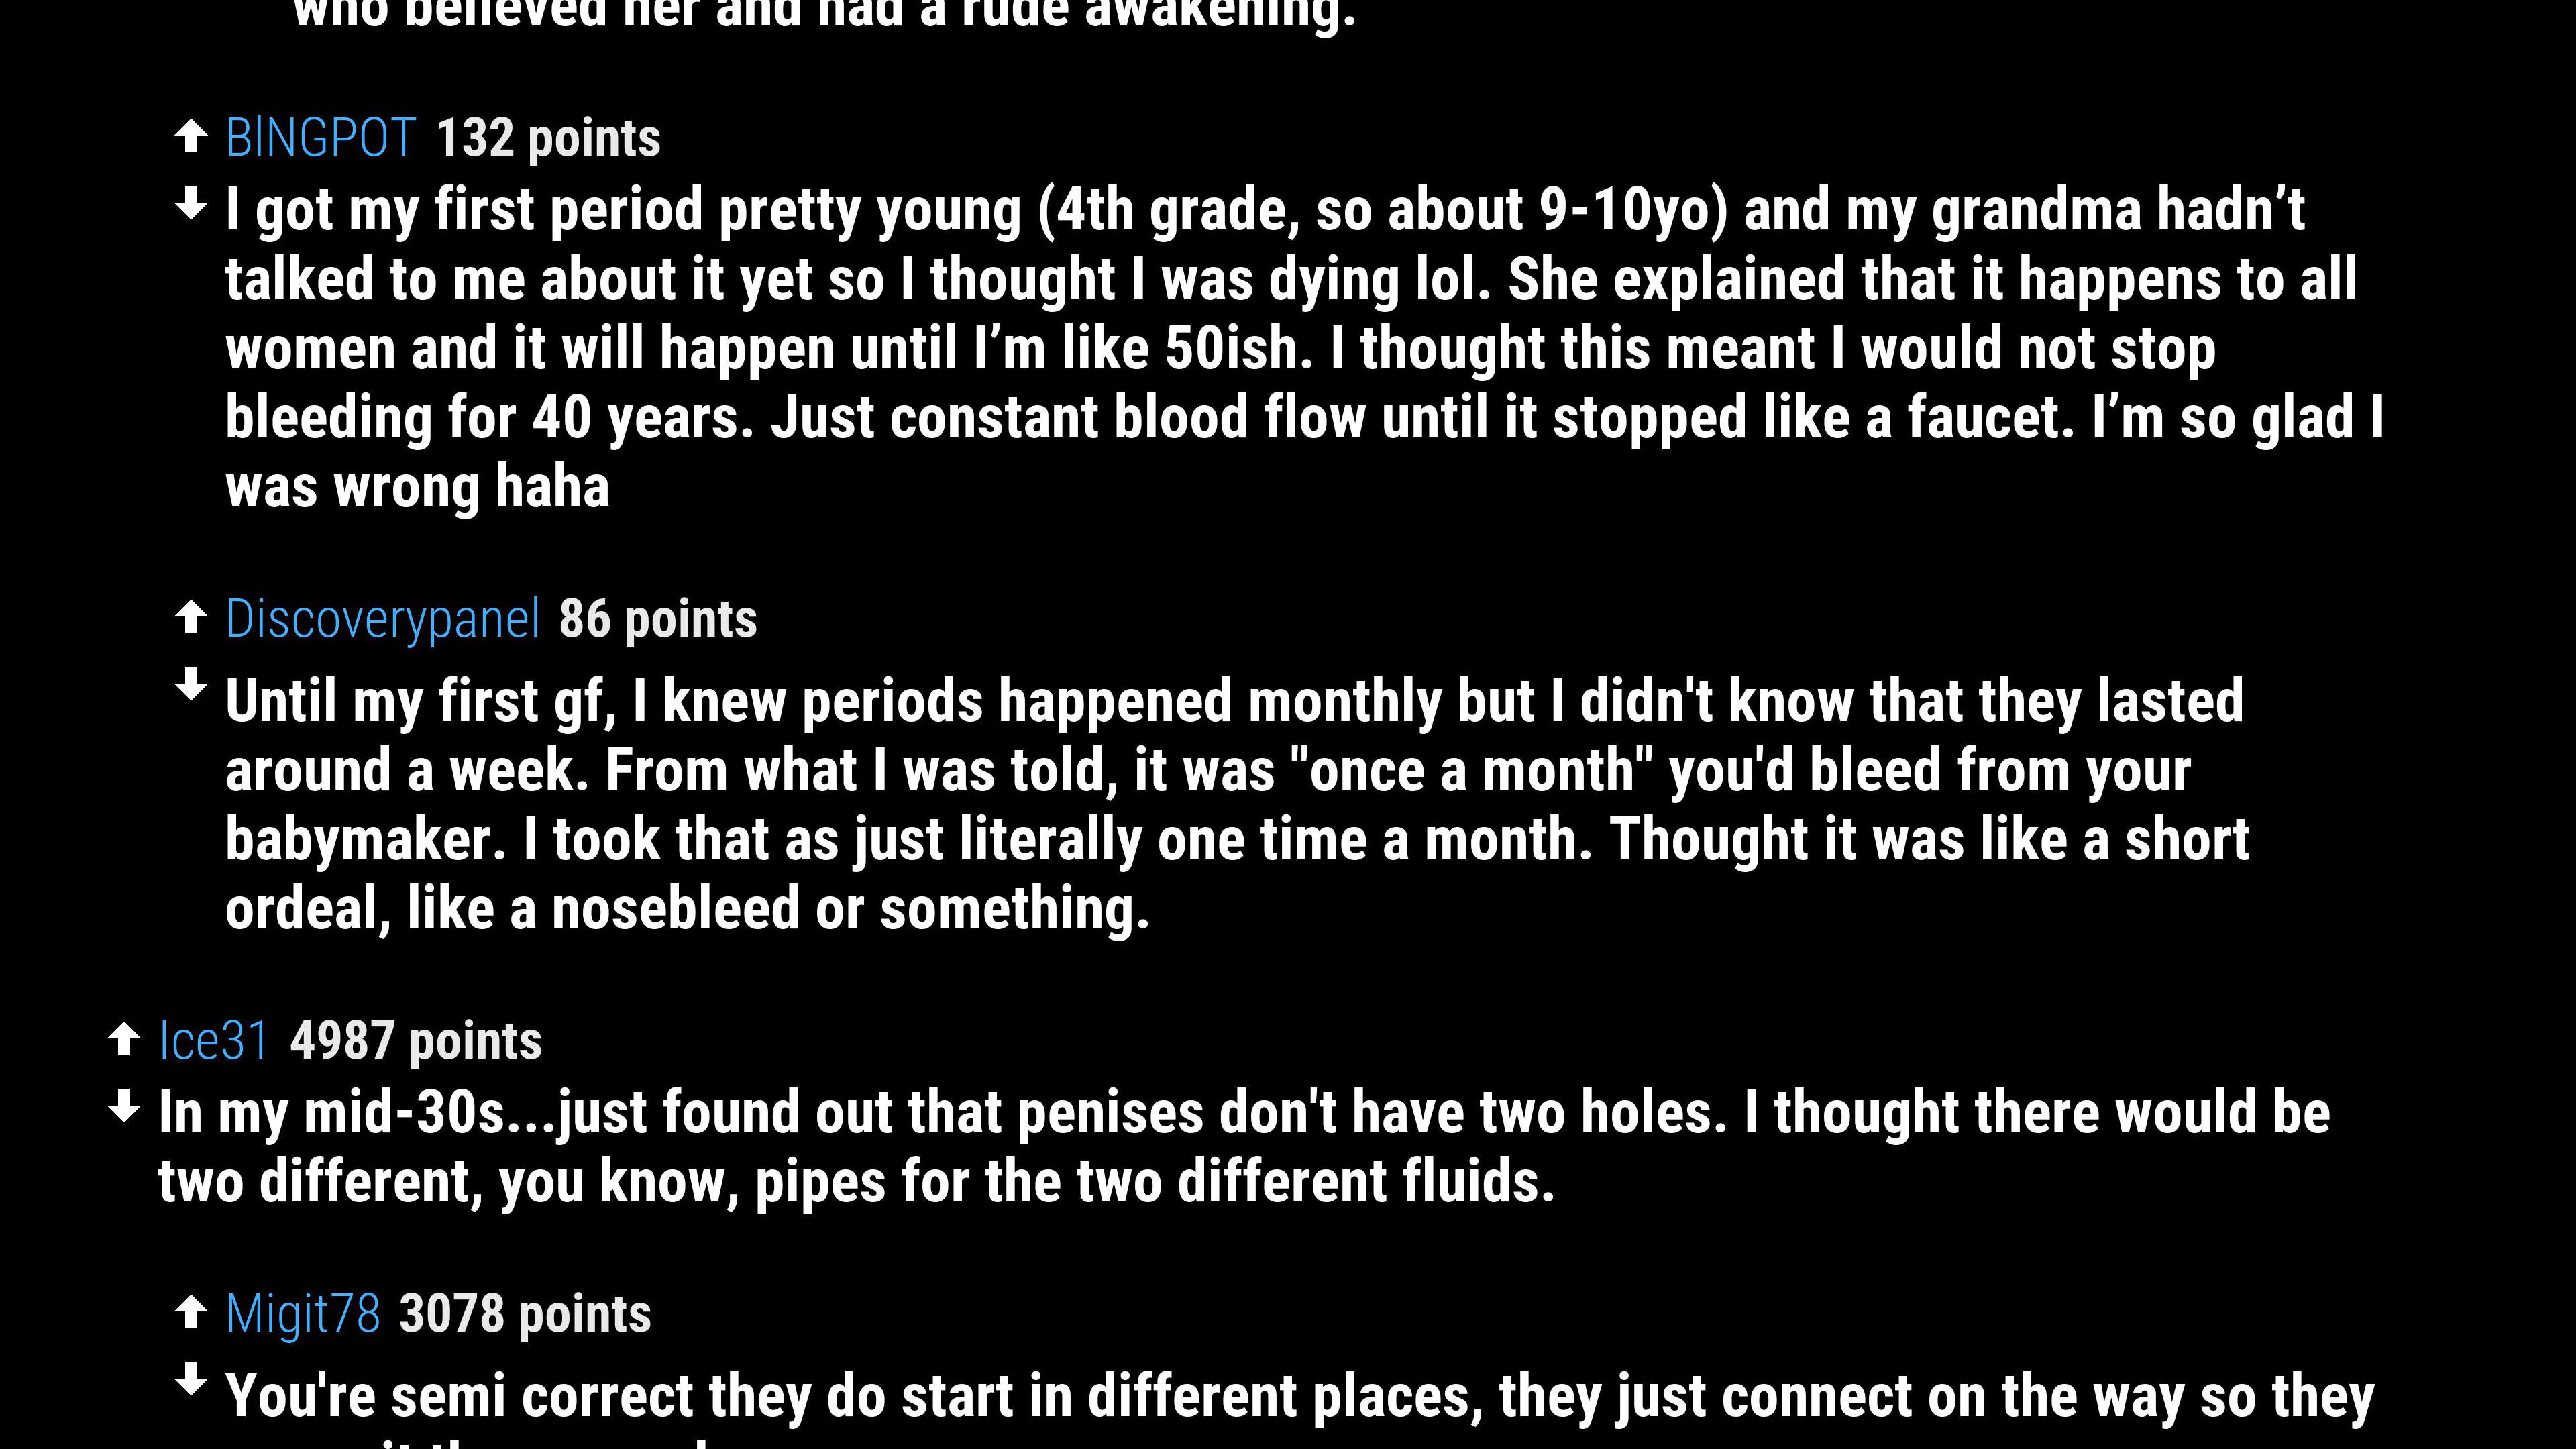 who believed her and had a rude awakening.
BlNGPOT 132 points
I got my first period pretty young (4th grade, so about 9-10yo) and my grandma hadn’t
talked to me about it yet so I thought I was dying lol. She explained that it happens to all
women and it will happen until I’m like 50ish. I thought this meant I would not stop
bleeding for 40 years. Just constant blood flow until it stopped like a faucet. I’m so glad I
was wrong haha
Discoverypanel 86 points
Until my first gf, I knew periods happened monthly but I didn't know that they lasted
around a week. From what I was told, it was "once a month" you'd bleed from your
babymaker. I took that as just literally one time a month. Thought it was like a short
ordeal, like a nosebleed or something.
Ice31 4987 points
In my mid-30s...just found out that penises don't have two holes. I thought there would be
two different, you know, pipes for the two different fluids.
Migit78 3078 points
You're semi correct they do start in different places, they just connect on the way so they